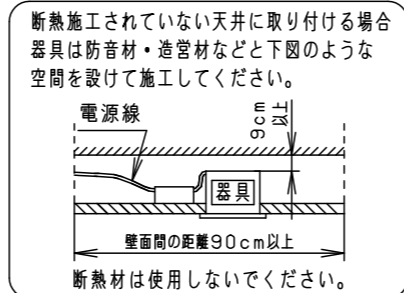 断熱施工されていない天井に取り付ける場合
器具は防音材・造営材などと下図のような
空間を設けて施工してください。
電源線
9cm
以上
器具
壁面間の距離90cm以上
断熱材は使用しないでください。